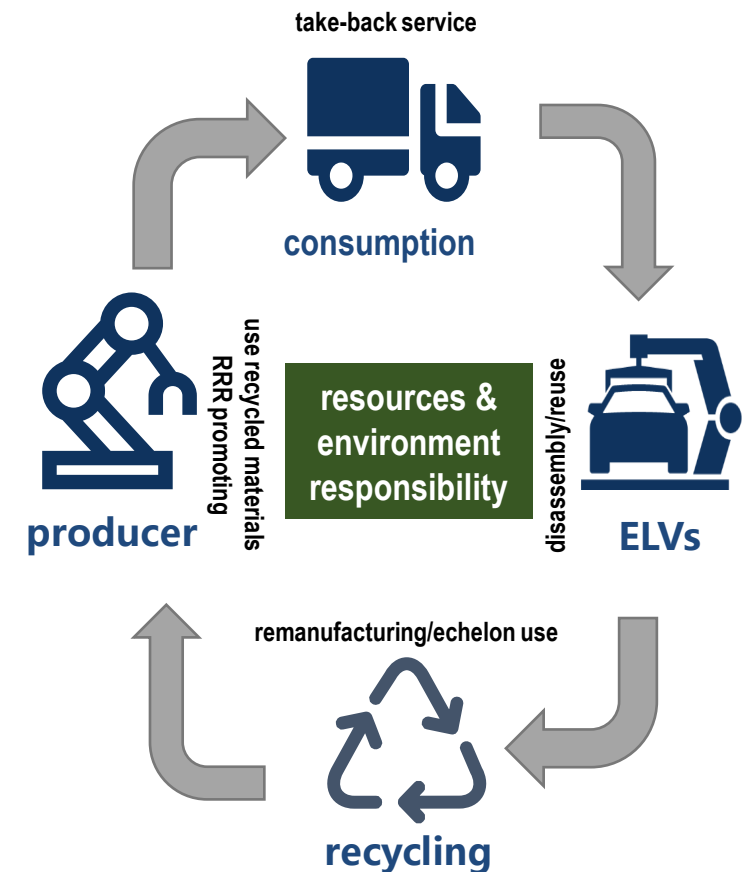 take-back service
consumption
use recycled materials
RRR promoting
producer
resources &
environment
responsibility
disassembly/reuse
ELVs
remanufacturing/echelon use
recycling